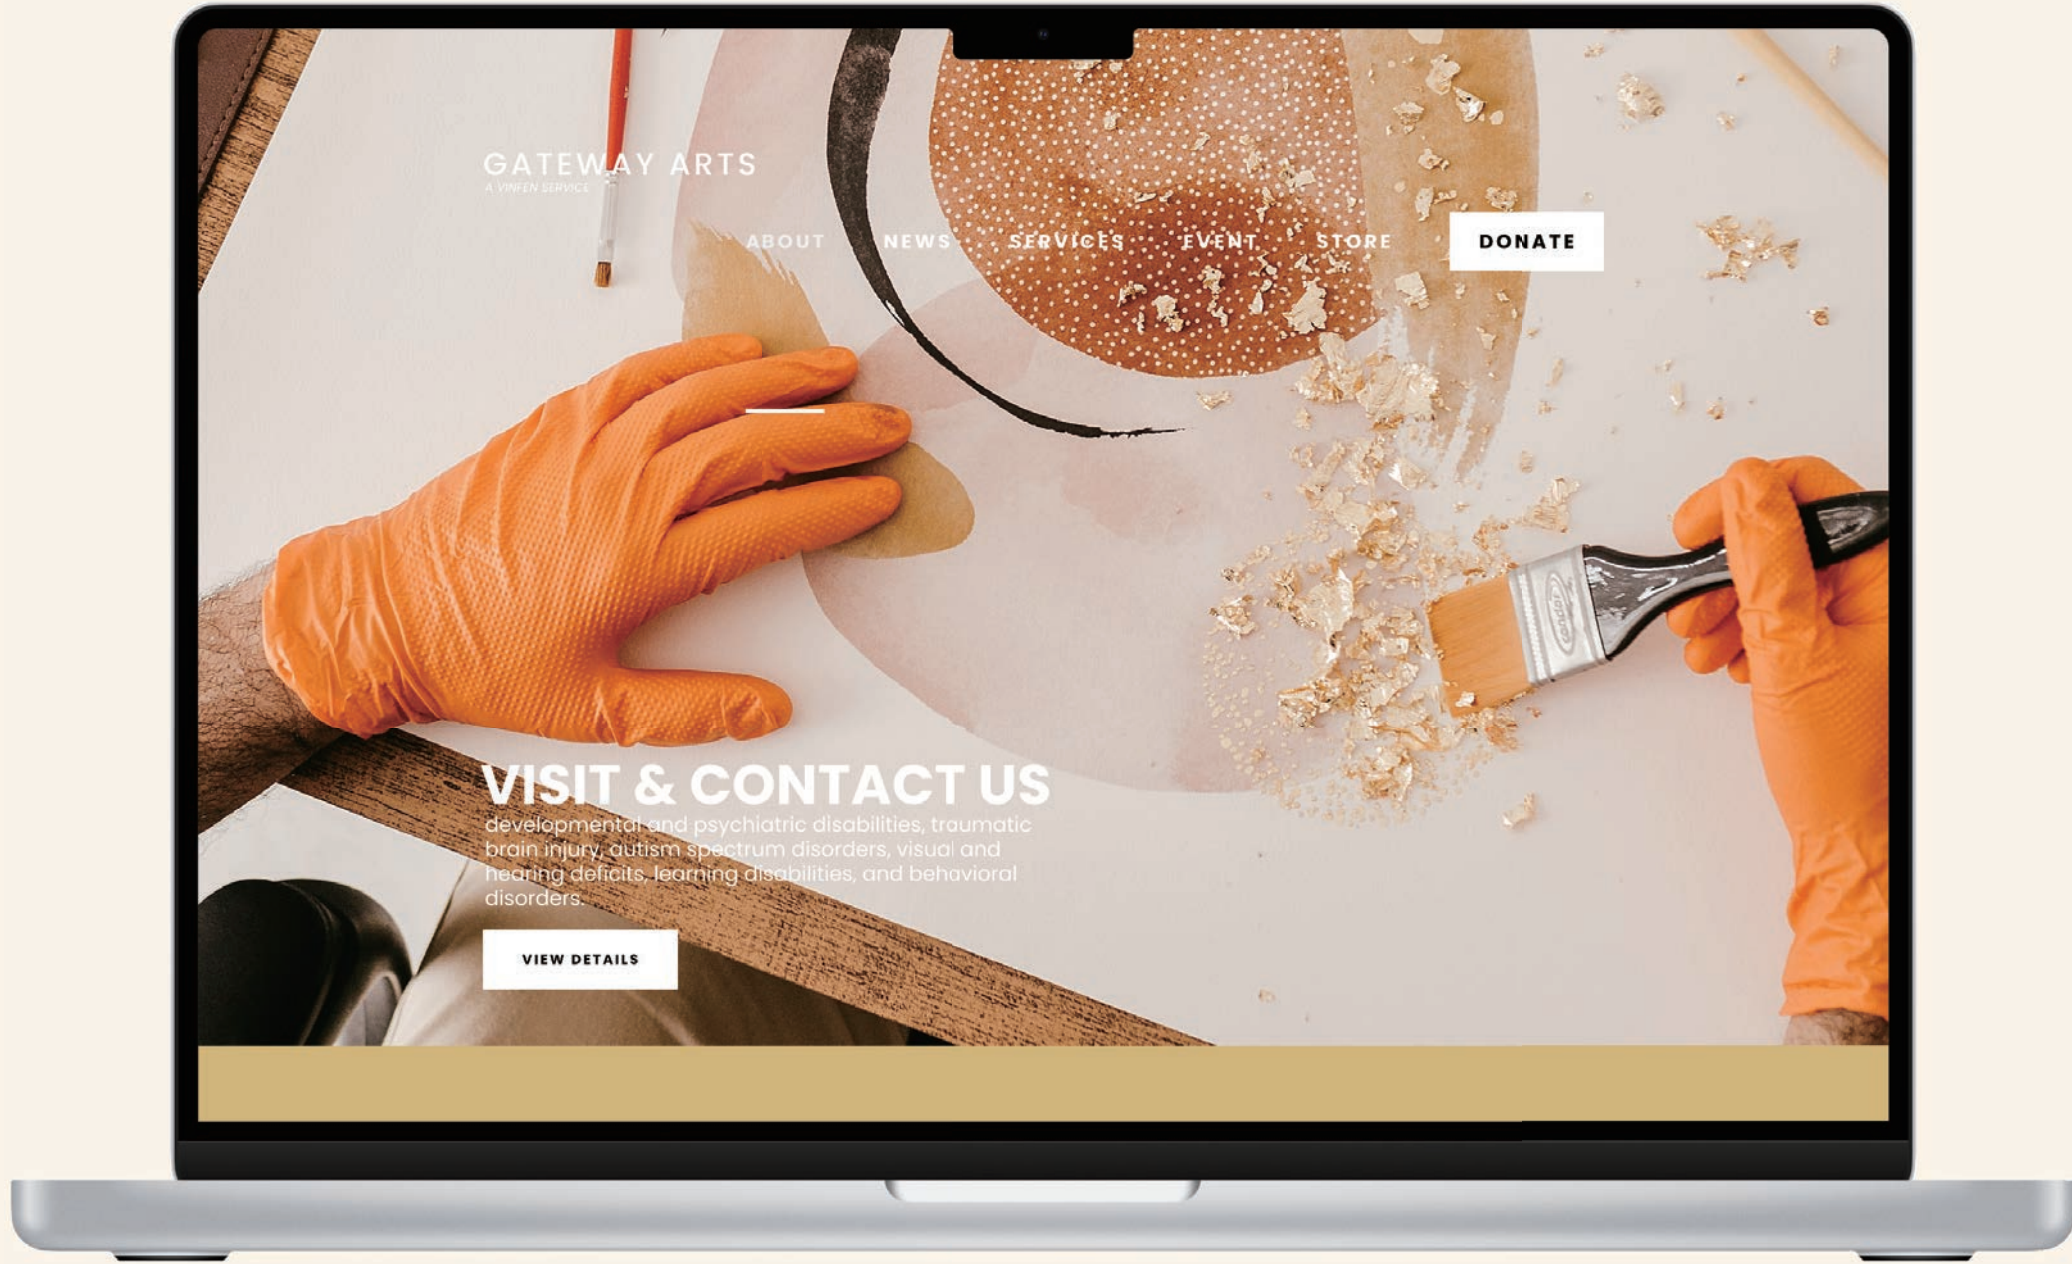 GATEWAY ARTS
A VINFEN SERVICE
ABOUT NEWS SERVICES EVENT STORE DONATE
condor
VISIT & CONTACT US
developmental and psychiatric disabilities, traumatic
brain injury, autism spectrum disorders, visual and
hearing deficits, learning disabilities, and behavioral
disorders.
VIEW DETAILS